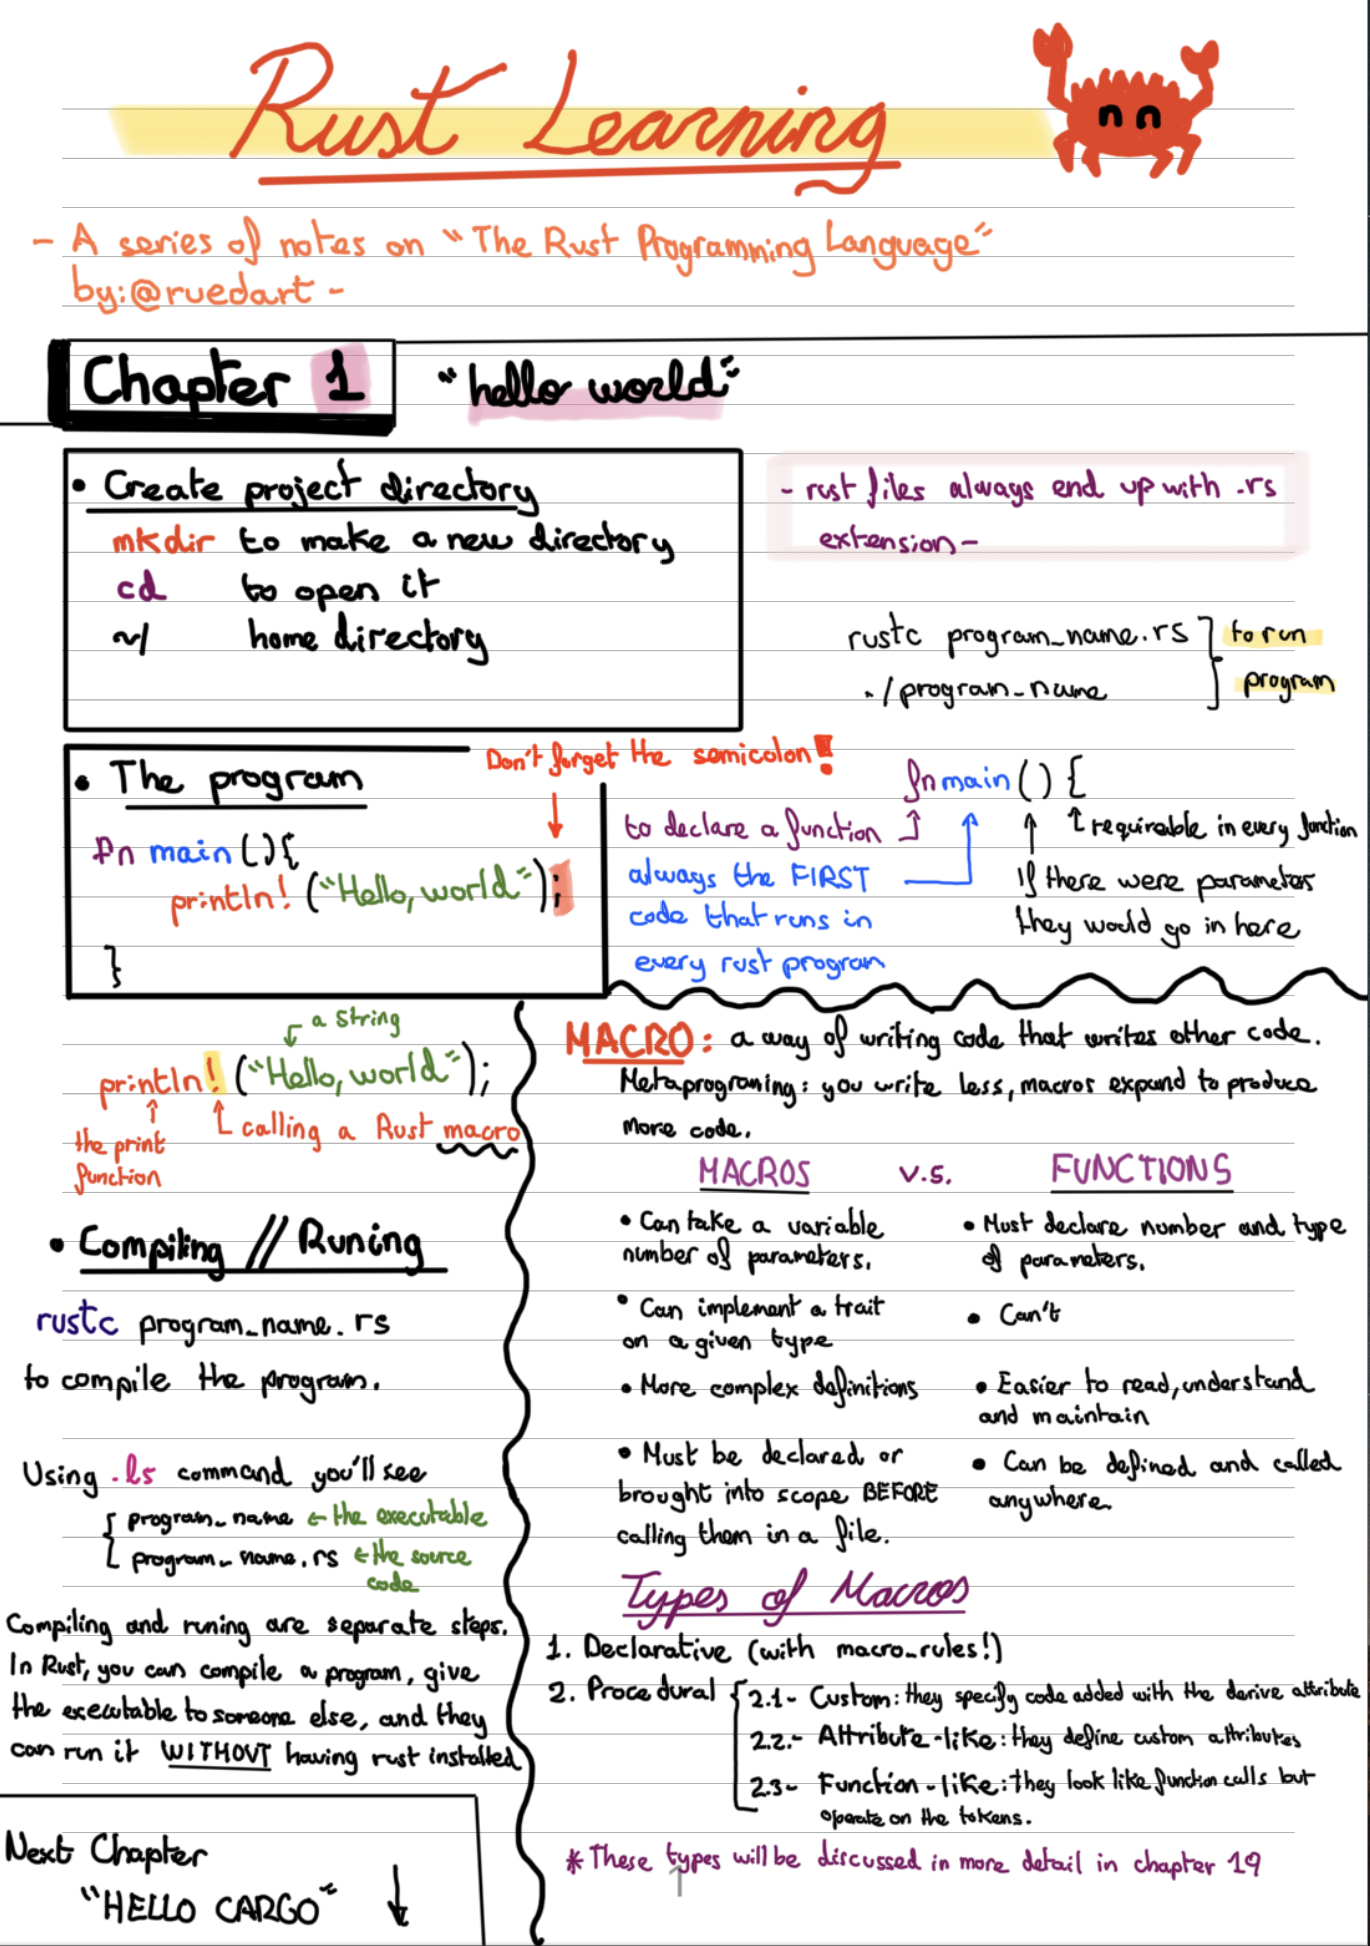 Rust Learning
- A series of notes on "The Rust Programming Language"
by:@ruedart -
Chapter 1
"hello world"
• Create project directory
mkdir to make a new directory
cd to open it
~/ home directory
- rust files always end up with .rs
extension -
rustc program_name.rs
./program_name
to run
program
• The program
Don't forget the semicolon!
fn main(){
println! ("Hello, world");
}
fn main () {
to declare a function
always the FIRST
code that runs in
every rust program
requirable in every function
If there were parameters
they would go in here
a string
println! ("Hello, world");
the print
function
calling a Rust macro
• Compiling // Runing
rustc program_name.rs
to compile the program.
Using .ls command you'll see
program_name ← the executable
program_name.rs ← the source
code
Compiling and runing are separate steps.
In Rust, you can compile a program, give
the executable to someone else, and they
can run it WITHOUT having rust installed
Next Chapter
"HELLO CARGO"
MACRO: a way of writing code that writes other code.
Metaprograming: you write less, macros expand to produce
more code.
MACROS v.s. FUNCTIONS
• Can take a variable
number of parameters.
• Must declare number and type
of parameters.
• Can implement a trait
on a given type
• Can't
• More complex definitions
• Easier to read, understand
and maintain
• Must be declared or
brought into scope BEFORE
calling them in a file.
• Can be defined and called
anywhere.
Types of Macros
1. Declarative (with macro_rules!)
2. Procedural
2.1- Custom: they specify code added with the derive attribute
2.2.- Attribute-like: they define custom attributes
2.3- Function-like: they look like function calls but
operate on the tokens.
* These types will be discussed in more detail in chapter 19
1